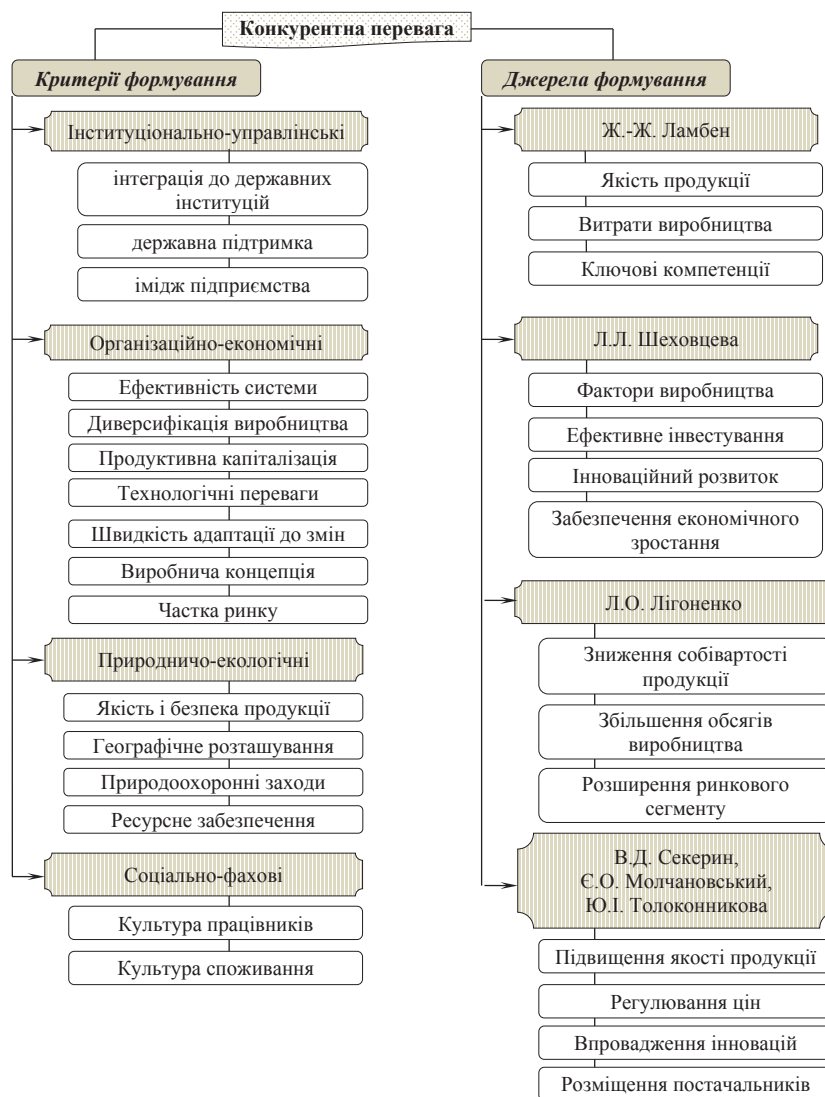 Конкурентна перевага
Критерії формування
Інституціонально-управлінські
інтеграція до державних
інституцій
державна підтримка
імідж підприємства
Організаційно-економічні
Ефективність системи
Диверсифікація виробництва
Продуктивна капіталізація
Технологічні переваги
Швидкість адаптації до змін
Виробнича концепція
Частка ринку
Природничо-екологічні
Якість і безпека продукції
Географічне розташування
Природоохоронні заходи
Ресурсне забезпечення
Соціально-фахові
Культура працівників
Культура споживання
Джерела формування
Ж.-Ж. Ламбен
Якість продукції
Витрати виробництва
Ключові компетенції
Л.Л. Шеховцева
Фактори виробництва
Ефективне інвестування
Інноваційний розвиток
Забезпечення економічного
зростання
Л.О. Лігоненко
Зниження собівартості
продукції
Збільшення обсягів
виробництва
Розширення ринкового
сегменту
В.Д. Секерин,
Є.О. Молчановський,
Ю.І. Толоконникова
Підвищення якості продукції
Регулювання цін
Впровадження інновацій
Розміщення постачальників